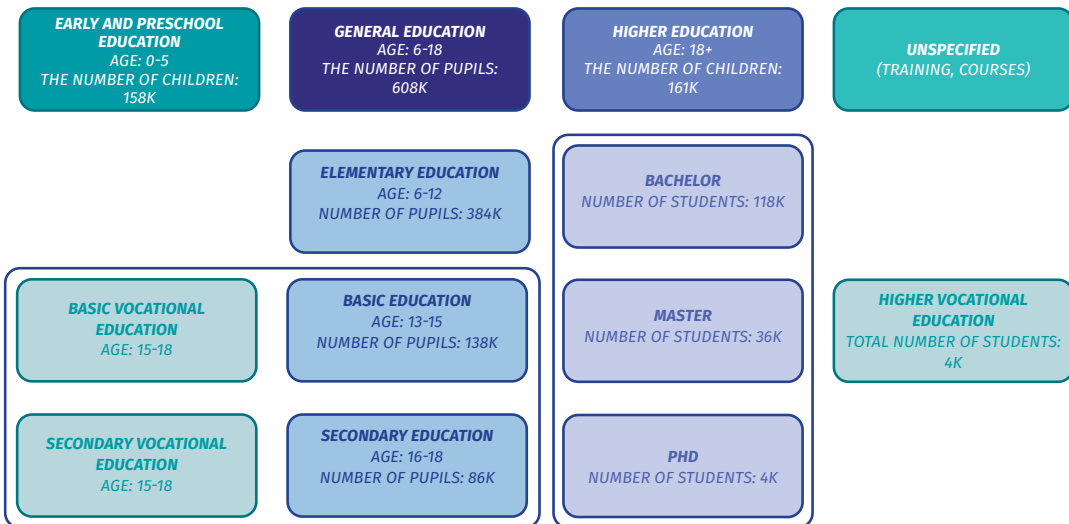 EARLY AND PRESCHOOL
EDUCATION
AGE: 0-5
THE NUMBER OF CHILDREN:
158K
GENERAL EDUCATION
AGE: 6-18
THE NUMBER OF PUPILS:
608K
HIGHER EDUCATION
AGE: 18+
THE NUMBER OF CHILDREN:
161K
UNSPECIFIED
(TRAINING, COURSES)
ELEMENTARY EDUCATION
AGE: 6-12
NUMBER OF PUPILS: 384K
BACHELOR
NUMBER OF STUDENTS: 118K
BASIC VOCATIONAL
EDUCATION
AGE: 15-18
BASIC EDUCATION
AGE: 13-15
NUMBER OF PUPILS: 138K
MASTER
NUMBER OF STUDENTS: 36K
HIGHER VOCATIONAL
EDUCATION
TOTAL NUMBER OF STUDENTS:
4K
SECONDARY VOCATIONAL
EDUCATION
AGE: 15-18
SECONDARY EDUCATION
AGE: 16-18
NUMBER OF PUPILS: 86K
PHD
NUMBER OF STUDENTS: 4K